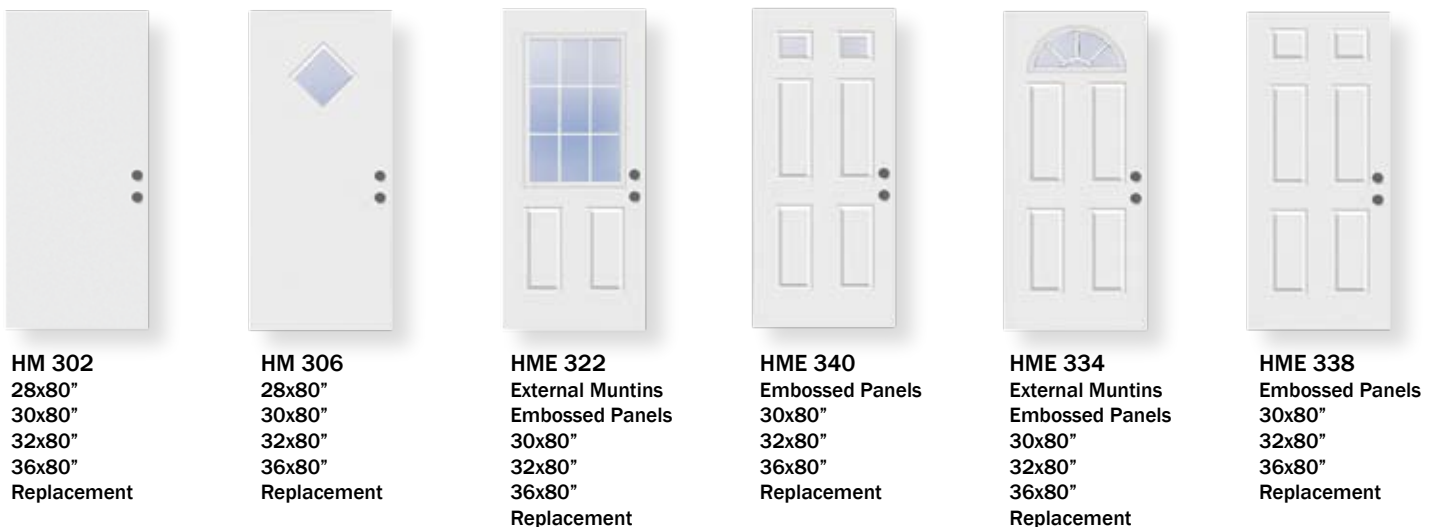 HM 302
28x80”
30x80”
32x80”
36x80”
Replacement
HM 306
28x80”
30x80”
32x80”
36x80”
Replacement
HME 322
External Muntins
Embossed Panels
30x80”
32x80”
36x80”
Replacement
HME 340
Embossed Panels
30x80”
32x80”
36x80”
Replacement
HME 334
External Muntins
Embossed Panels
30x80”
32x80”
36x80”
Replacement
HME 338
Embossed Panels
30x80”
32x80”
36x80”
Replacement